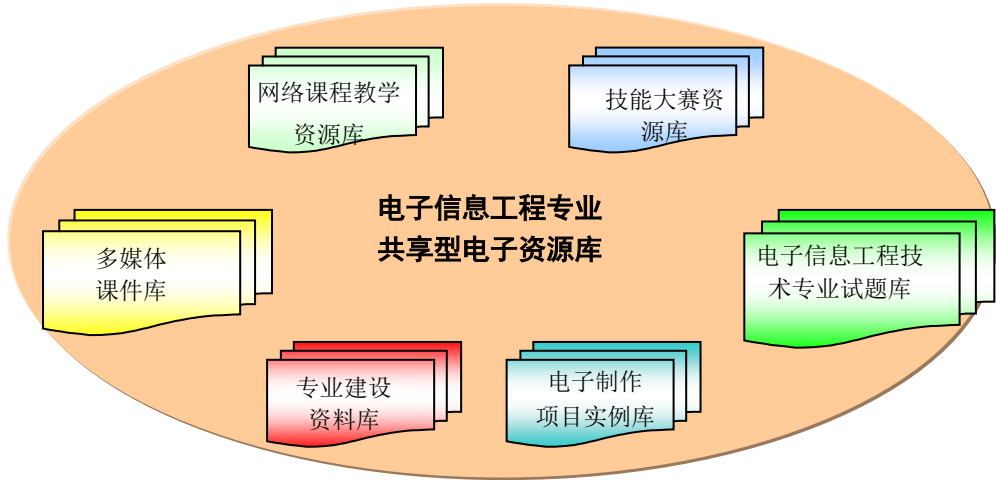 网络课程教学
资源库
技能大赛资
源库
电子信息工程专业
共享型电子资源库
多媒体
课件库
电子信息工程技
术专业试题库
专业建设
资料库
电子制作
项目实例库